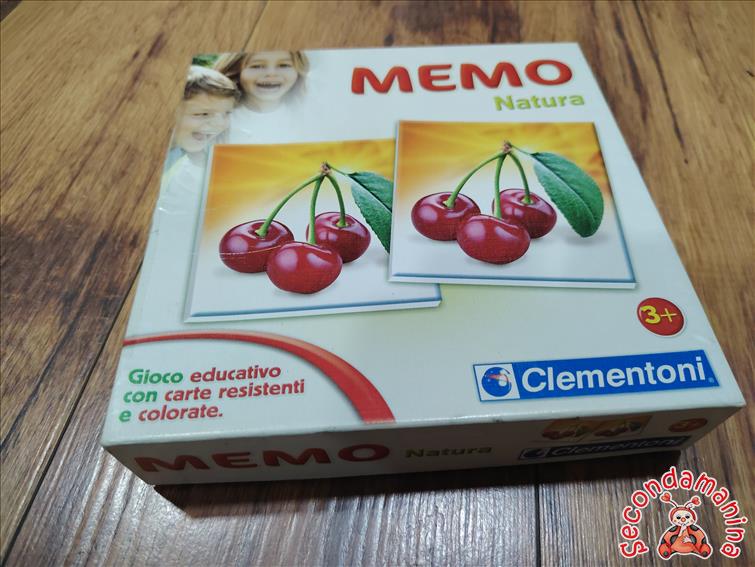 MEMO
Natura
3+
Gioco educativo
con carte resistenti
e colorate.
Clementoni
MEMO Natura
Clementoni
secondamanina